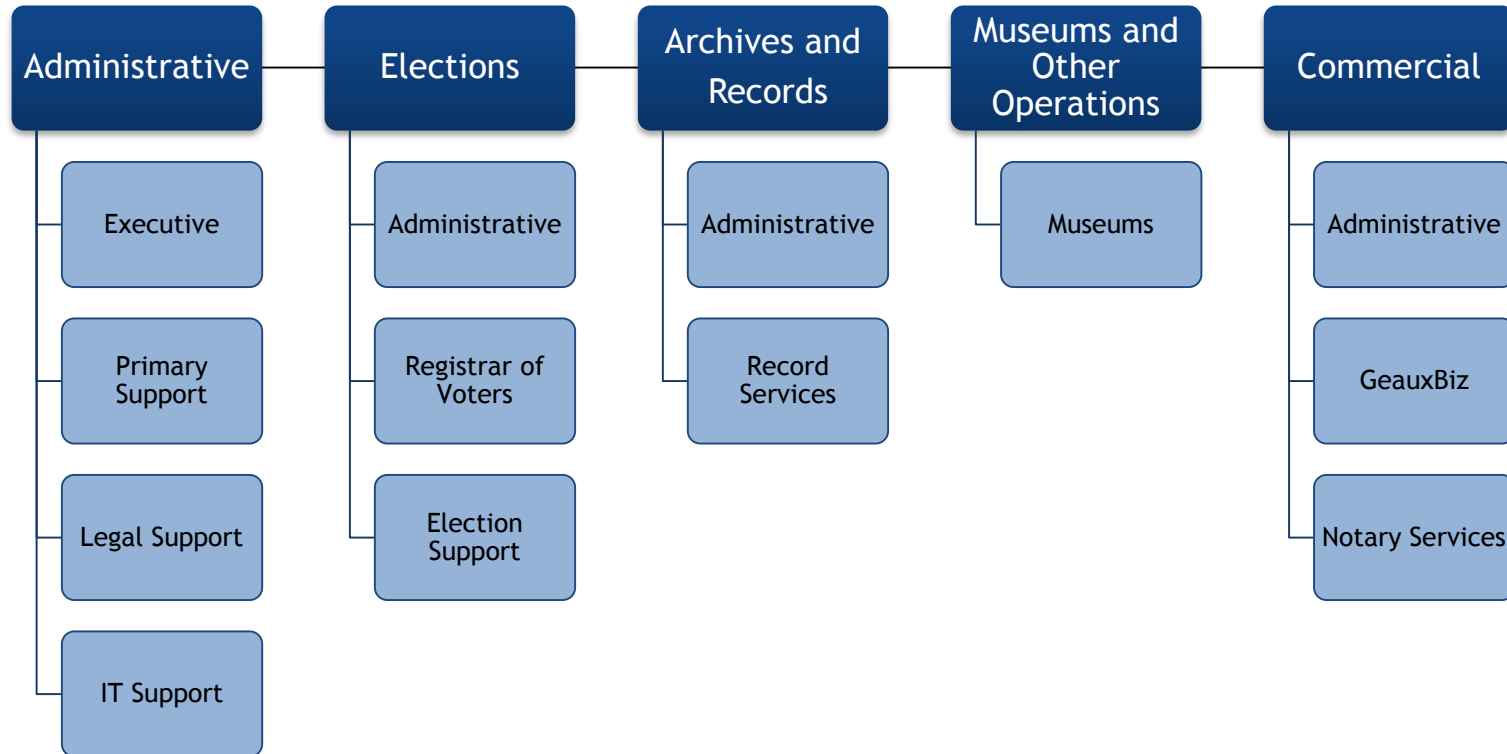 Administrative
Elections
Archives and
Records
Museums and
Other
Operations
Commercial
Executive
Administrative
Administrative
Museums
Administrative
Primary
Support
Registrar of
Voters
Record
Services
GeauxBiz
Legal Support
Election
Support
Notary Services
IT Support